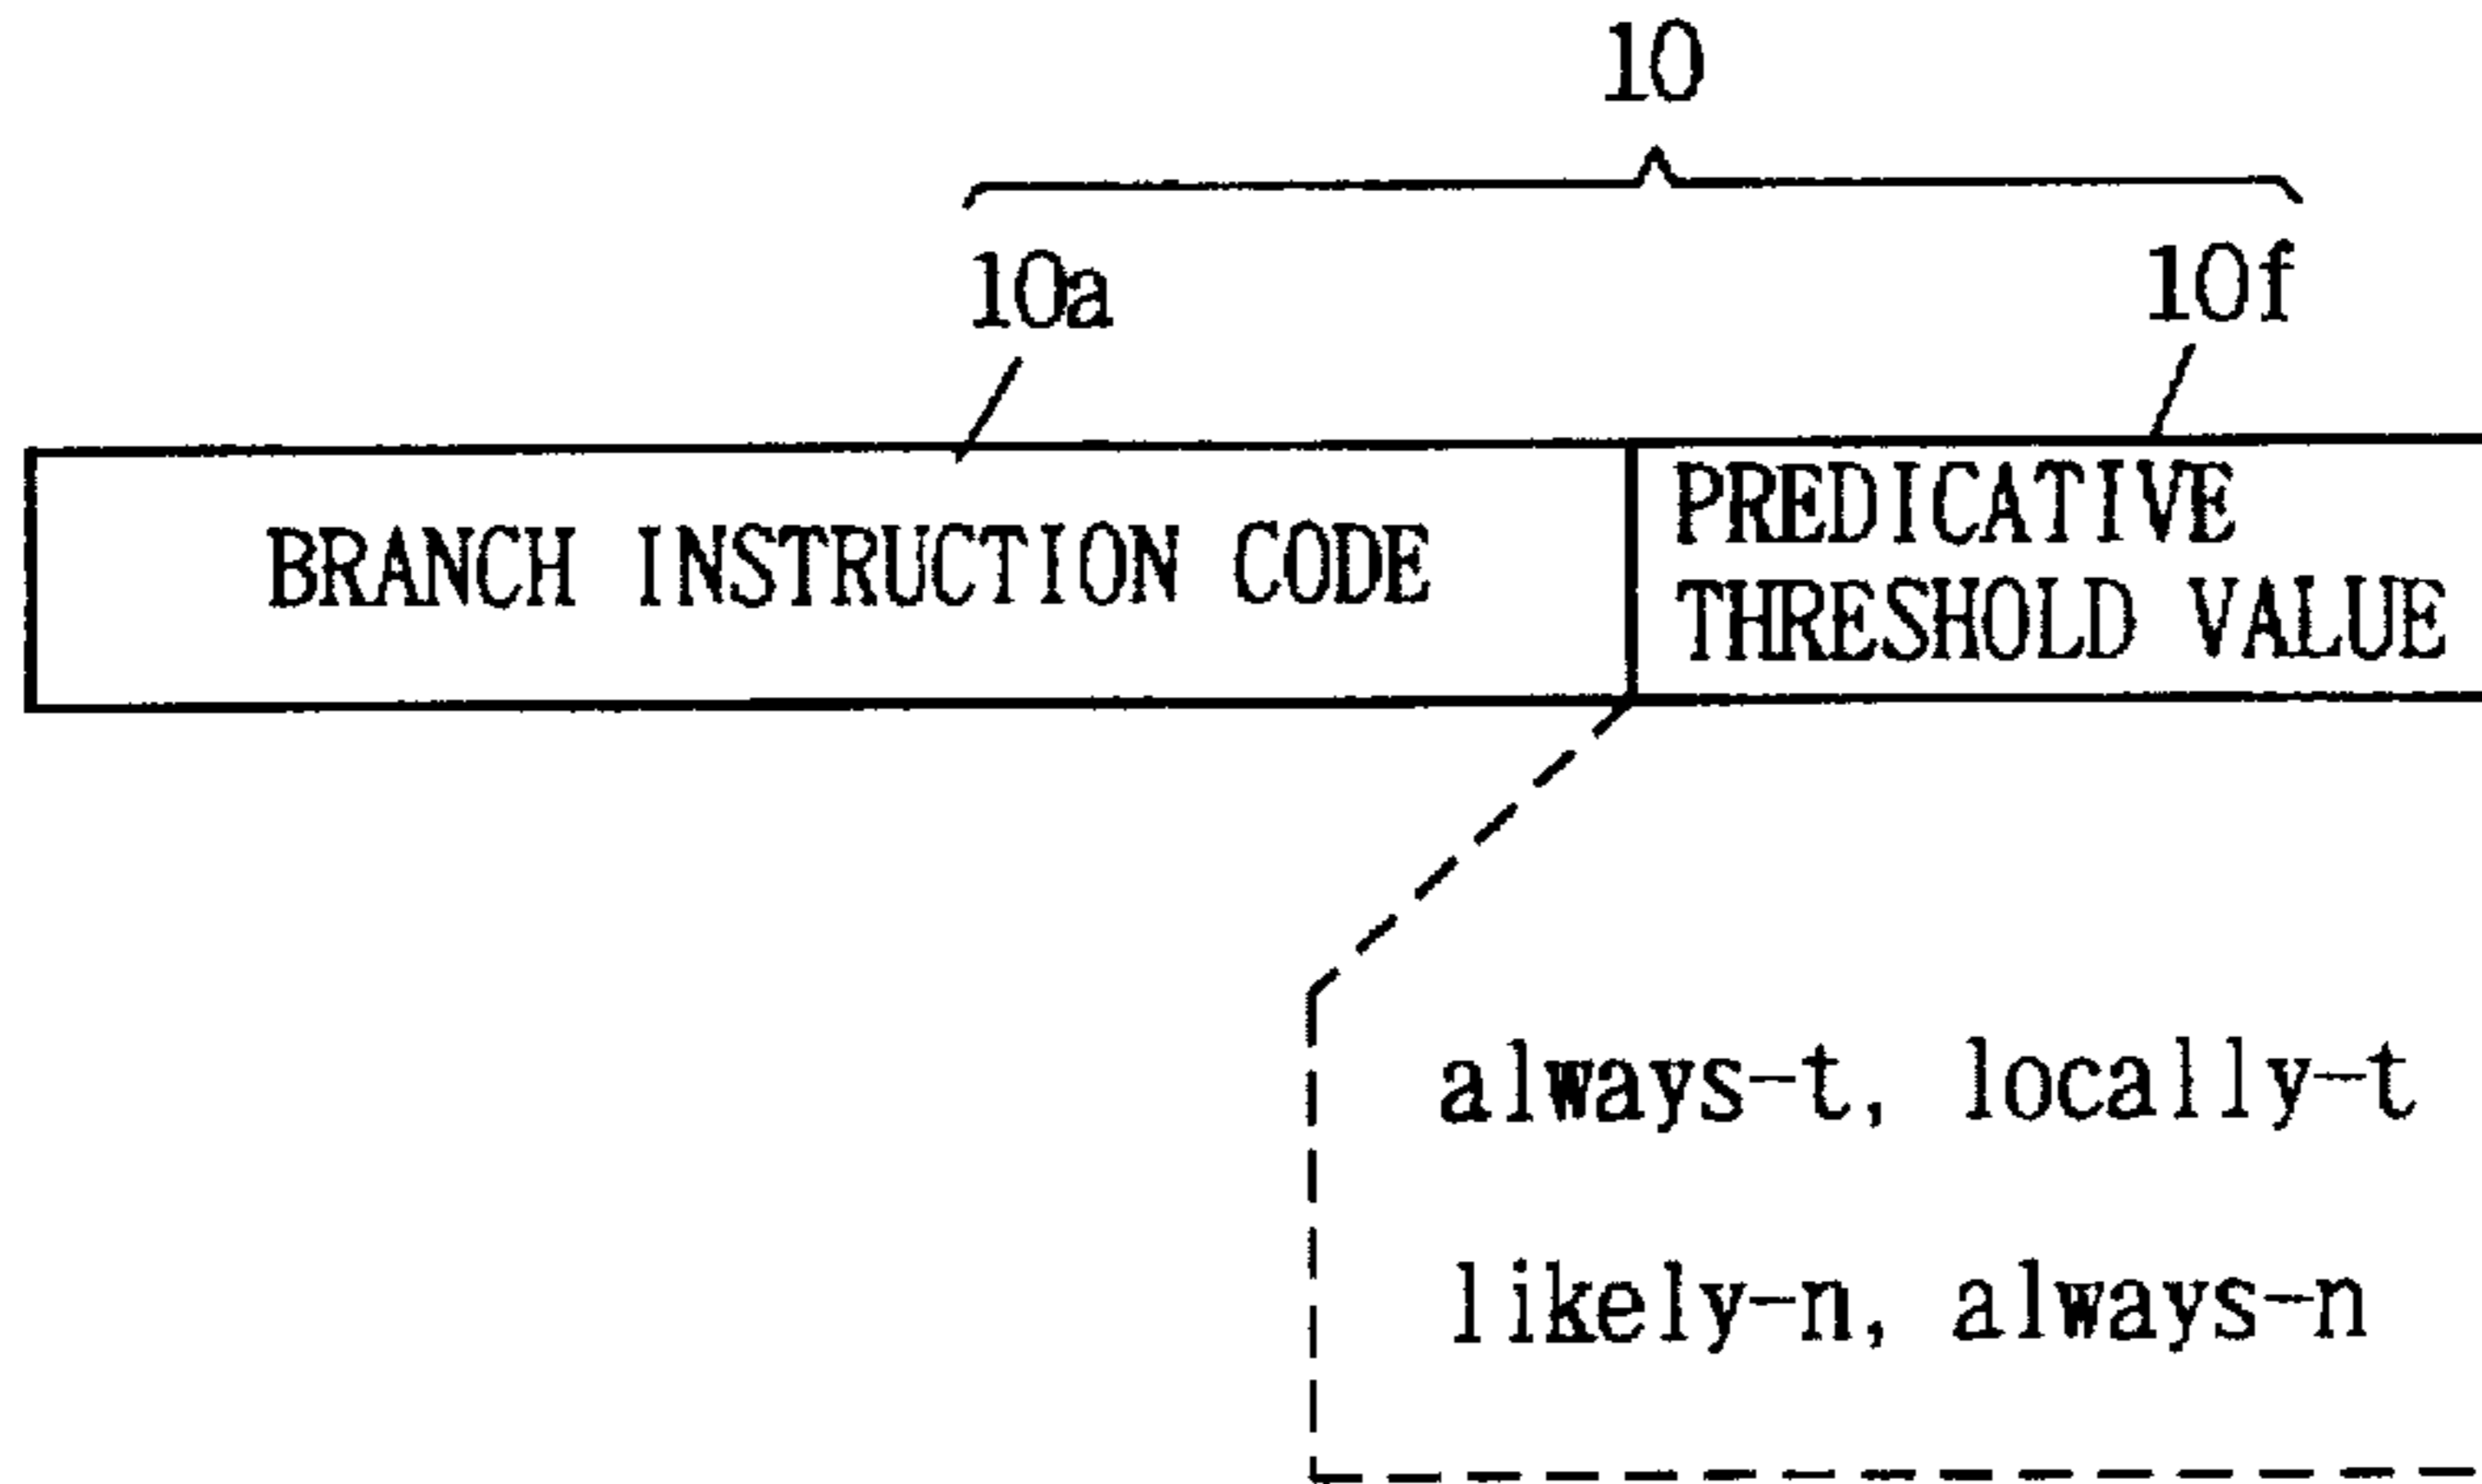 10
10a
10f
BRANCH INSTRUCTION CODE
PREDICATIVE
THRESHOLD VALUE
always-t, locally-t
likely-n, always-n